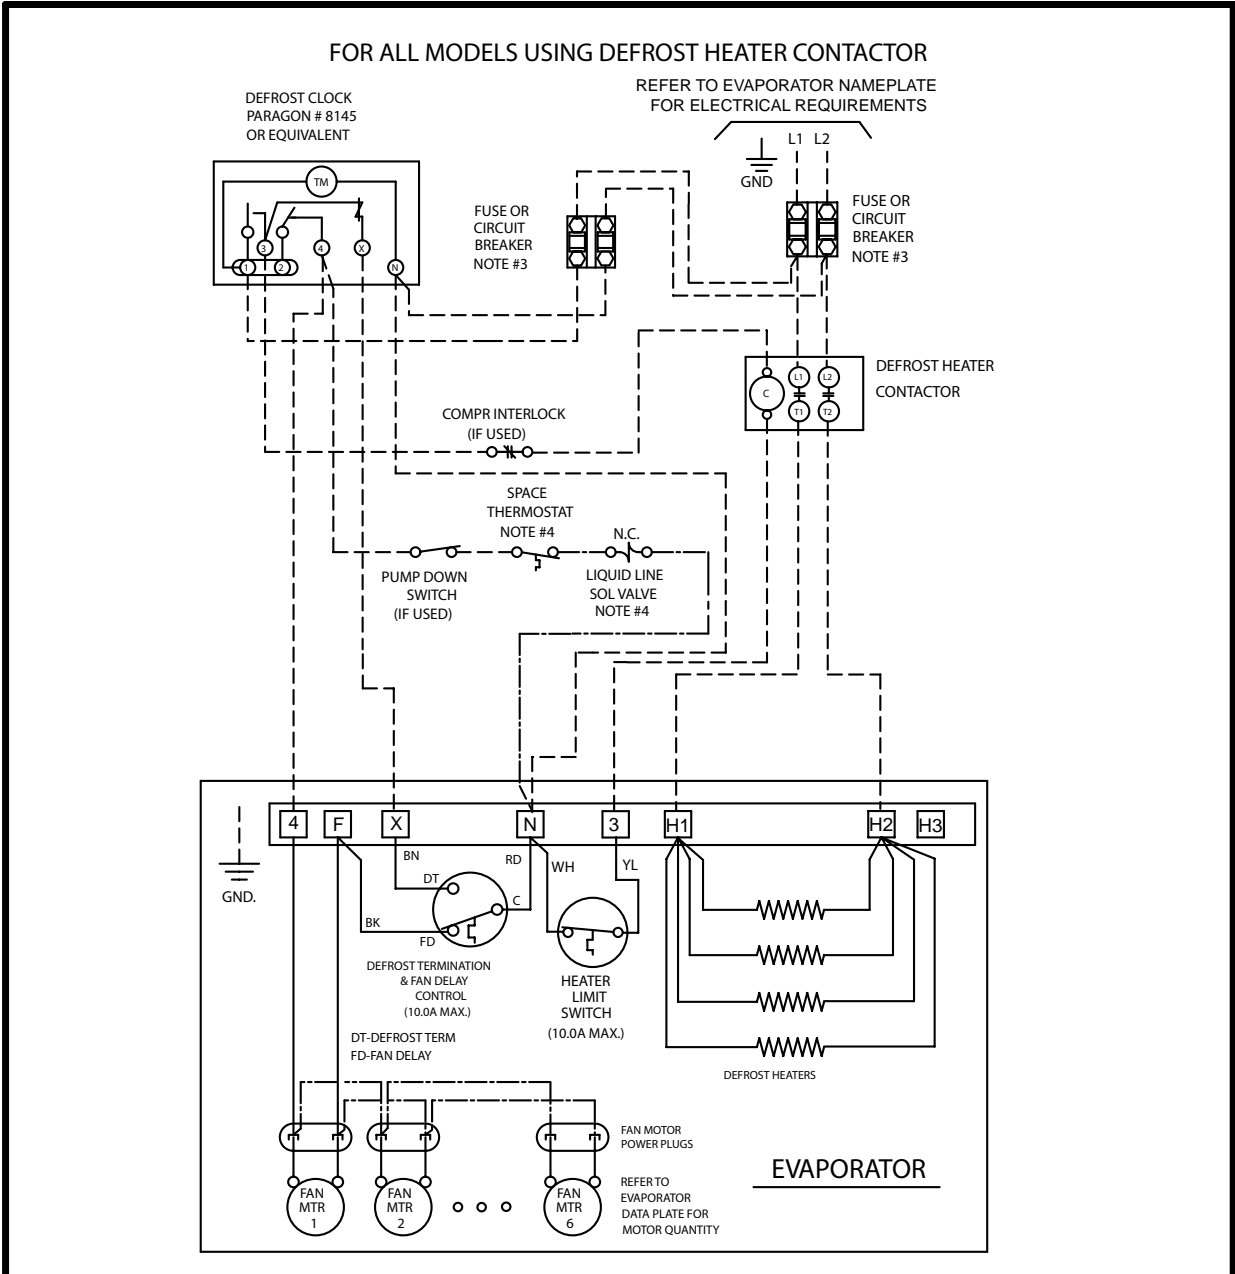 FOR ALL MODELS USING DEFROST HEATER CONTACTOR
REFER TO EVAPORATOR NAMEPLATE
FOR ELECTRICAL REQUIREMENTS
DEFROST CLOCK
PARAGON # 8145
OR EQUIVALENT
L1 L2
GND
TM
3
4
X
1
2
N
FUSE OR
CIRCUIT
BREAKER
NOTE #3
FUSE OR
CIRCUIT
BREAKER
NOTE #3
DEFROST HEATER
CONTACTOR
C
L1
L2
T1
T2
COMPR INTERLOCK
(IF USED)
SPACE
THERMOSTAT
NOTE #4
N.C.
PUMP DOWN
SWITCH
(IF USED)
LIQUID LINE
SOL VALVE
NOTE #4
4 F X N 3 H1 H2 H3
GND.
BN
RD
WH
YL
DT
C
BK
FD
DEFROST TERMINATION
& FAN DELAY
CONTROL
(10.0A MAX.)
HEATER
LIMIT
SWITCH
(10.0A MAX.)
DT-DEFROST TERM
FD-FAN DELAY
DEFROST HEATERS
FAN MOTOR
POWER PLUGS
EVAPORATOR
FAN
MTR
1
FAN
MTR
2
FAN
MTR
6
REFER TO
EVAPORATOR
DATA PLATE FOR
MOTOR QUANTITY